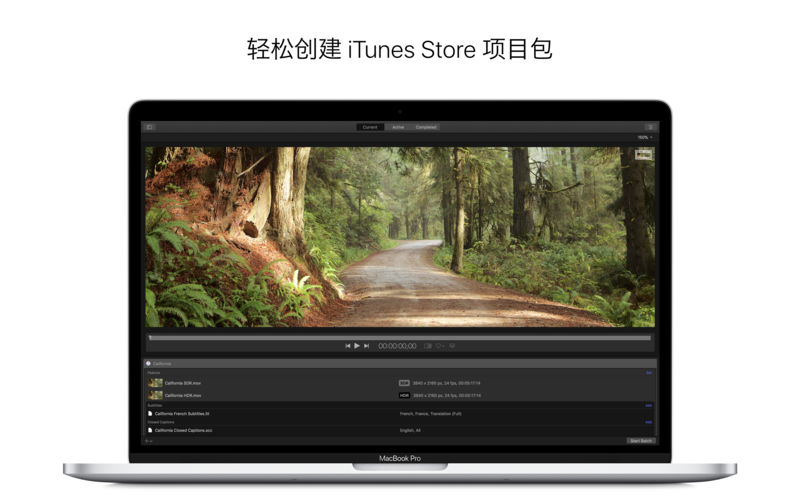 轻松创建 iTunes Store 项目包
Current Active Completed
150%
00:00:00;00
California
Features
California SDR.mov SDR 3840 x 2160 px, 24 fps, 00:05:17:14
California HDR.mov HDR 3840 x 2160 px, 24 fps, 00:05:17:14
Subtitles
California French Subtitles.itt French, France, Translation (Full)
Closed Captions
California Closed Captions.scc English, All
Start Batch
MacBook Pro